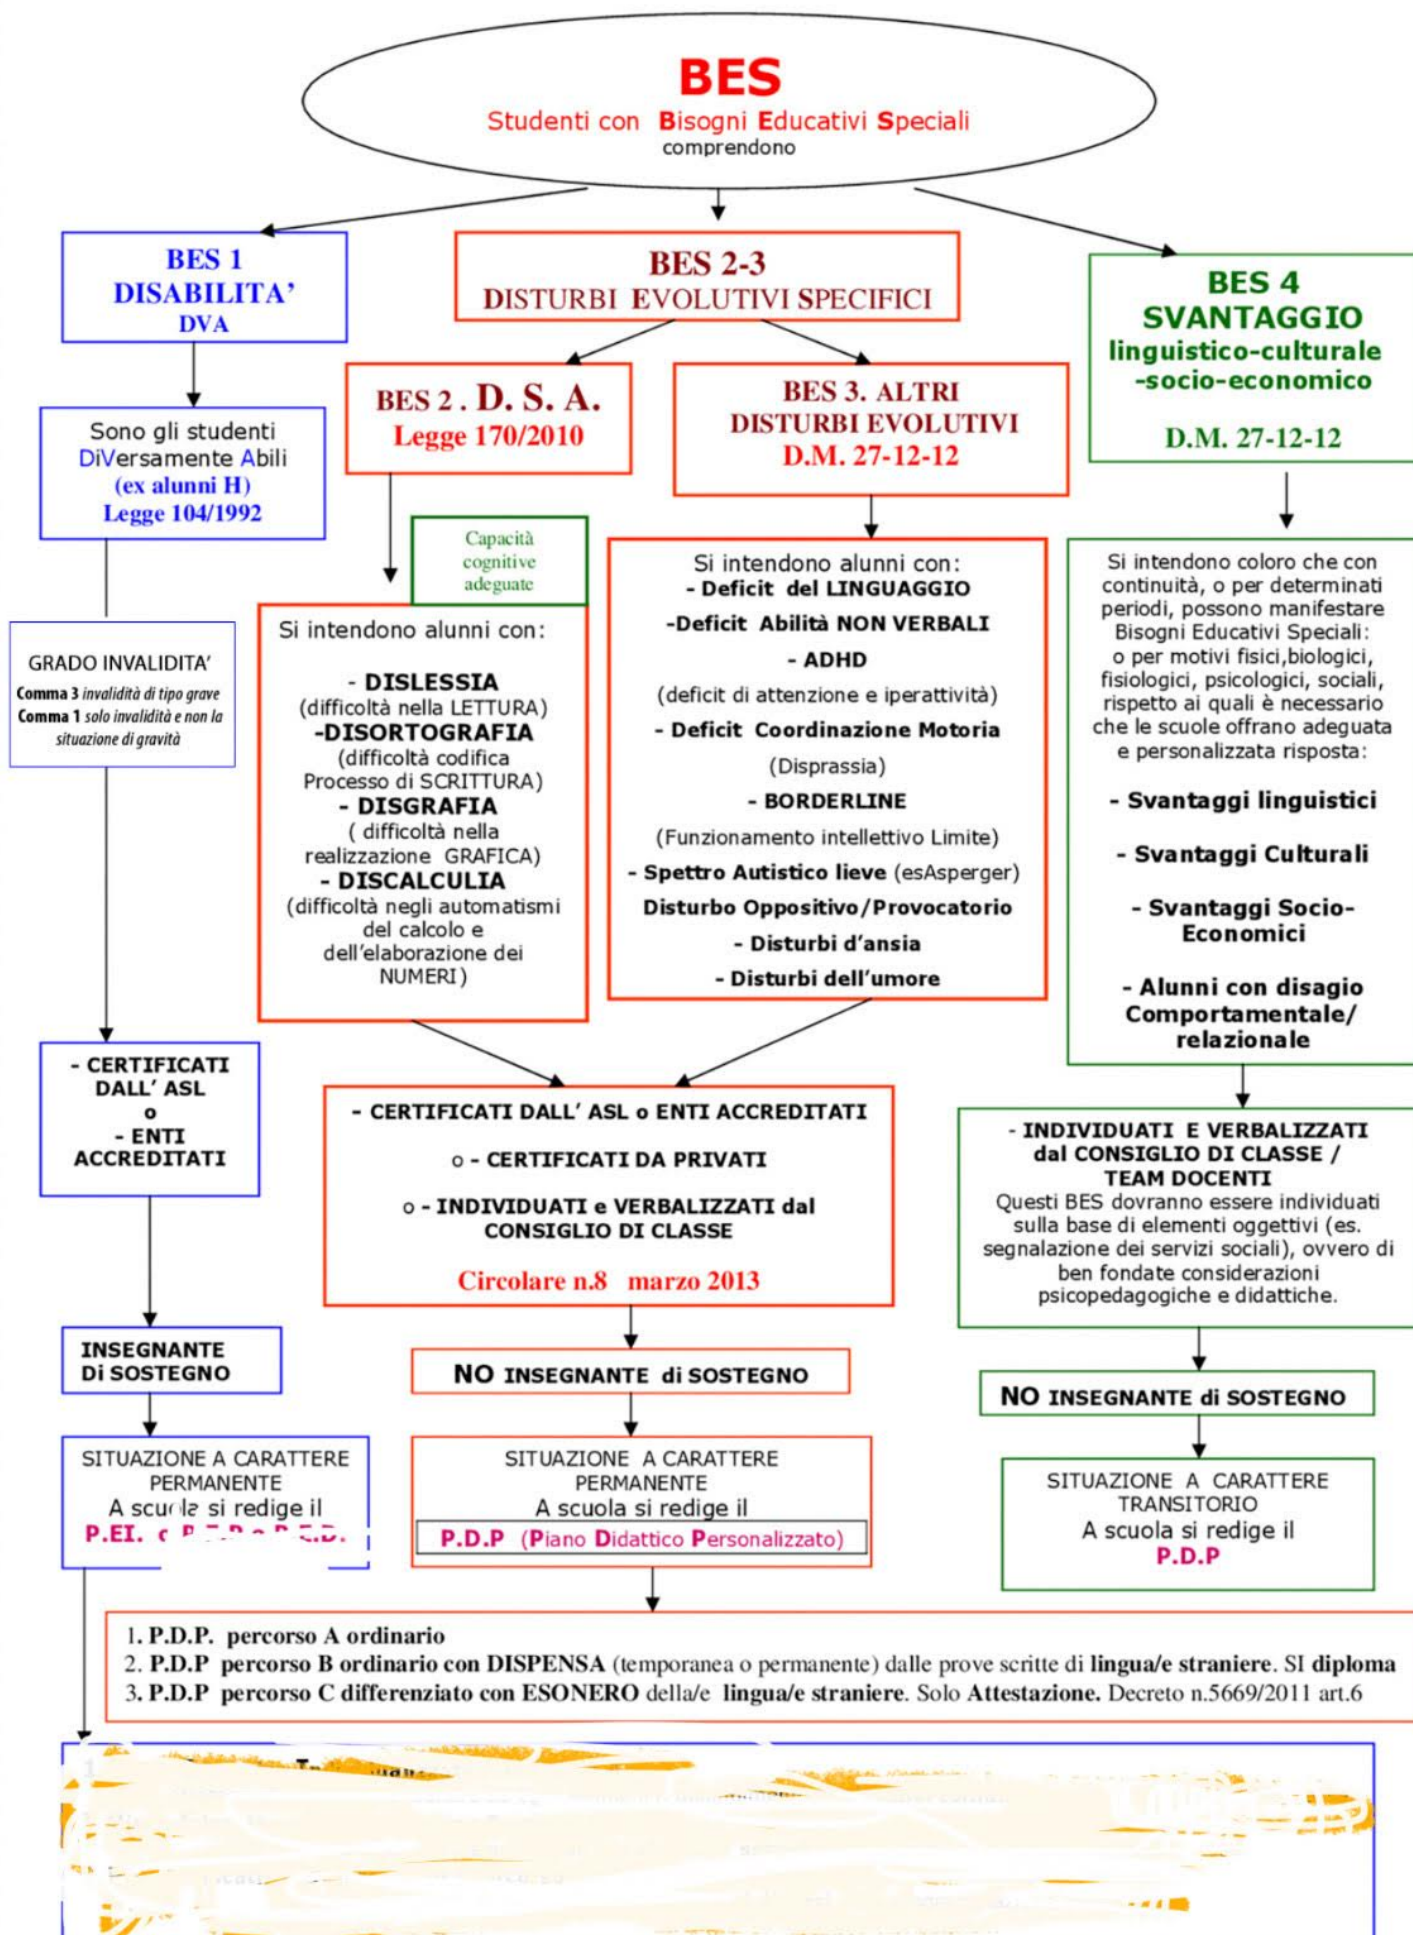 BES
Studenti con Bisogni Educativi Speciali
comprendono
BES 1
DISABILITA'
DVA
Sono gli studenti
DiVersamente Abili
(ex alunni H)
Legge 104/1992
GRADO INVALIDITA'
Comma 3 invalidità di tipo grave
Comma 1 solo invalidità e non la
situazione di gravità
- CERTIFICATI
DALL' ASL
o
- ENTI
ACCREDITATI
INSEGNANTE
Di SOSTEGNO
SITUAZIONE A CARATTERE
PERMANENTE
A scuola si redige il
P.EI.
BES 2-3
DISTURBI EVOLUTIVI SPECIFICI
BES 2 . D. S. A.
Legge 170/2010
Capacità
cognitive
adeguate
Si intendono alunni con:
- DISLESSIA
(difficoltà nella LETTURA)
-DISORTOGRAFIA
(difficoltà codifica
Processo di SCRITTURA)
- DISGRAFIA
( difficoltà nella
realizzazione GRAFICA)
- DISCALCULIA
(difficoltà negli automatismi
del calcolo e
dell'elaborazione dei
NUMERI)
BES 3. ALTRI
DISTURBI EVOLUTIVI
D.M. 27-12-12
Si intendono alunni con:
- Deficit del LINGUAGGIO
-Deficit Abilità NON VERBALI
- ADHD
(deficit di attenzione e iperattività)
- Deficit Coordinazione Motoria
(Disprassia)
- BORDERLINE
(Funzionamento intellettivo Limite)
- Spettro Autistico lieve (esAsperger)
Disturbo Oppositivo/Provocatorio
- Disturbi d'ansia
- Disturbi dell'umore
- CERTIFICATI DALL' ASL o ENTI ACCREDITATI
o - CERTIFICATI DA PRIVATI
o - INDIVIDUATI e VERBALIZZATI dal
CONSIGLIO DI CLASSE
Circolare n.8 marzo 2013
NO INSEGNANTE di SOSTEGNO
SITUAZIONE A CARATTERE
PERMANENTE
A scuola si redige il
P.D.P (Piano Didattico Personalizzato)
BES 4
SVANTAGGIO
linguistico-culturale
-socio-economico
D.M. 27-12-12
Si intendono coloro che con
continuità, o per determinati
periodi, possono manifestare
Bisogni Educativi Speciali:
o per motivi fisici,biologici,
fisiologici, psicologici, sociali,
rispetto ai quali è necessario
che le scuole offrano adeguata
e personalizzata risposta:
- Svantaggi linguistici
- Svantaggi Culturali
- Svantaggi Socio-
Economici
- Alunni con disagio
Comportamentale/
relazionale
- INDIVIDUATI E VERBALIZZATI
dal CONSIGLIO DI CLASSE /
TEAM DOCENTI
Questi BES dovranno essere individuati
sulla base di elementi oggettivi (es.
segnalazione dei servizi sociali), ovvero di
ben fondate considerazioni
psicopedagogiche e didattiche.
NO INSEGNANTE di SOSTEGNO
SITUAZIONE A CARATTERE
TRANSITORIO
A scuola si redige il
P.D.P
1. P.D.P. percorso A ordinario
2. P.D.P percorso B ordinario con DISPENSA (temporanea o permanente) dalle prove scritte di lingua/e straniere. SI diploma
3. P.D.P percorso C differenziato con ESONERO della/e lingua/e straniere. Solo Attestazione. Decreto n.5669/2011 art.6